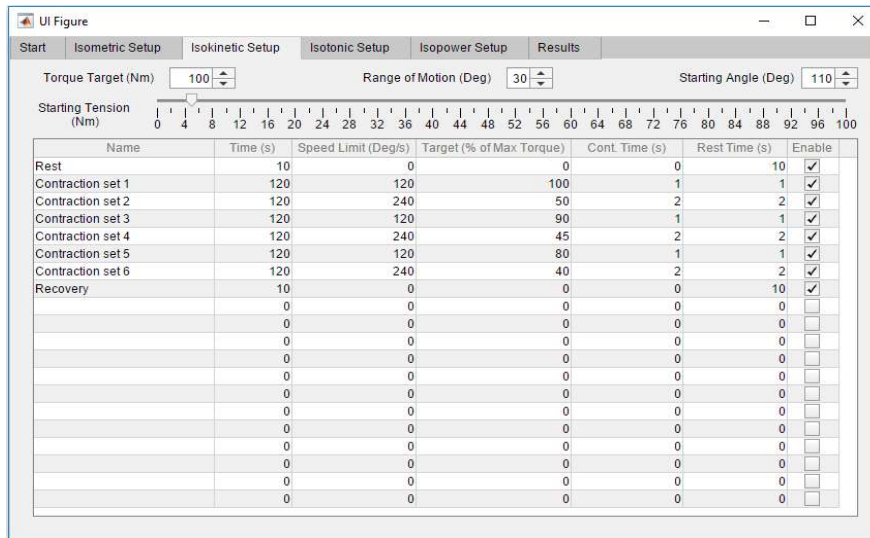 UI Figure
Start Isometric Setup Isokinetic Setup Isotonic Setup Isopower Setup Results
Torque Target (Nm) 100 Range of Motion (Deg) 30 Starting Angle (Deg) 110
Starting Tension
(Nm)
0 4 8 12 16 20 24 28 32 36 40 44 48 52 56 60 64 68 72 76 80 84 88 92 96 100
Name Time (s) Speed Limit (Deg/s) Target (% of Max Torque) Cont. Time (s) Rest Time (s) Enable
Rest 10 0 0 0 10
Contraction set 1 120 120 100 1 1
Contraction set 2 120 240 50 2 2
Contraction set 3 120 120 90 1 1
Contraction set 4 120 240 45 2 2
Contraction set 5 120 120 80 1 1
Contraction set 6 120 240 40 2 2
Recovery 10 0 0 0 10
0 0 0 0 0
0 0 0 0 0
0 0 0 0 0
0 0 0 0 0
0 0 0 0 0
0 0 0 0 0
0 0 0 0 0
0 0 0 0 0
0 0 0 0 0
0 0 0 0 0
0 0 0 0 0
0 0 0 0 0